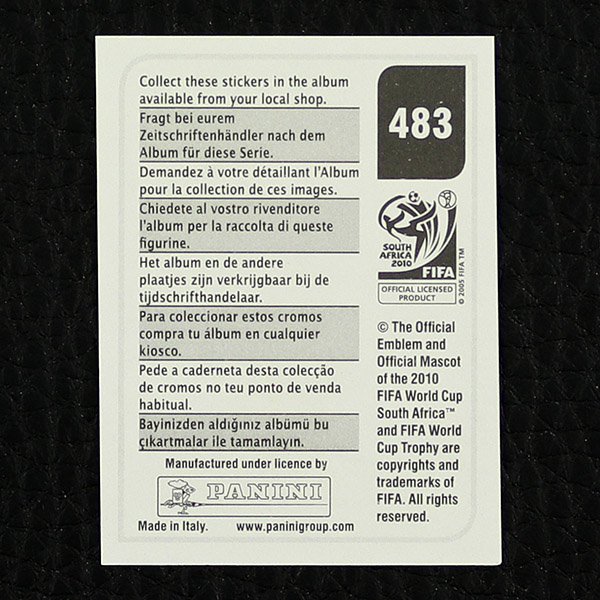 Collect these stickers in the album
available from your local shop.
Fragt bei eurem
Zeitschriftenhändler nach dem
Album für diese Serie.
Demandez à votre détaillant l'Album
pour la collection de ces images.
Chiedete al vostro rivenditore
l'album per la raccolta di queste
figurine.
Het album en de andere
plaatjes zijn verkrijgbaar bij de
tijdschrifthandelaar.
Para coleccionar estos cromos
compra tu álbum en cualquier
kiosco.
Pede a caderneta desta colecção
de cromos no teu ponto de venda
habitual.
Bayinizden aldığınız albümü bu
çıkartmalar ile tamamlayın.
Manufactured under licence by
PANINI
Made in Italy. www.paninigroup.com
483
SOUTH
AFRICA
2010
FIFA
© 2005 FIFA TM
OFFICIAL LICENSED
PRODUCT
© The Official
Emblem and
Official Mascot
of the 2010
FIFA World Cup
South Africa™
and FIFA World
Cup Trophy are
copyrights and
trademarks of
FIFA. All rights
reserved.